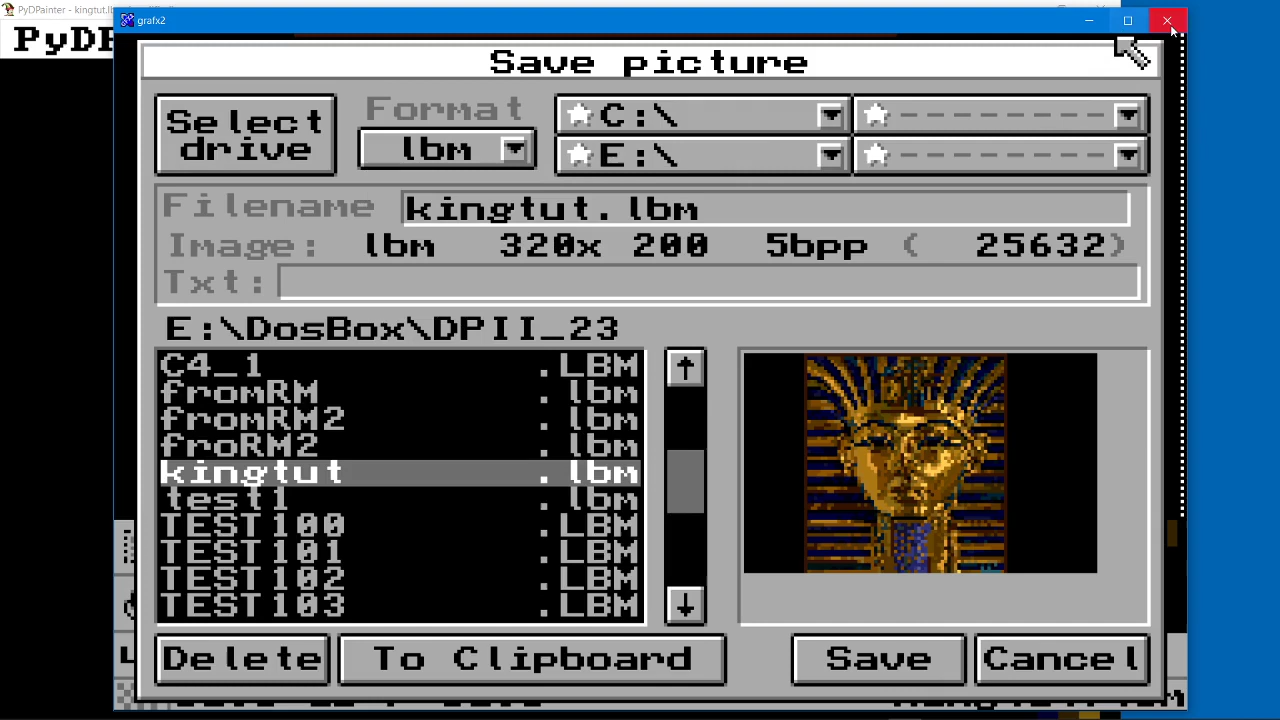 PyDPainter - kingtut.lb
grafx2
PyDP
Save picture
Select drive
Format
lbm
C:\
E:\
Filename kingtut.lbm
Image: lbm 320x 200 5bpp ( 25632)
Txt:
E:\DosBox\DPII_23
C4_1 .LBM
fromRM .lbm
fromRM2 .lbm
froRM2 .lbm
kingtut .lbm
test1 .lbm
TEST100 .LBM
TEST101 .LBM
TEST102 .LBM
TEST103 .LBM
Delete To Clipboard Save Cancel